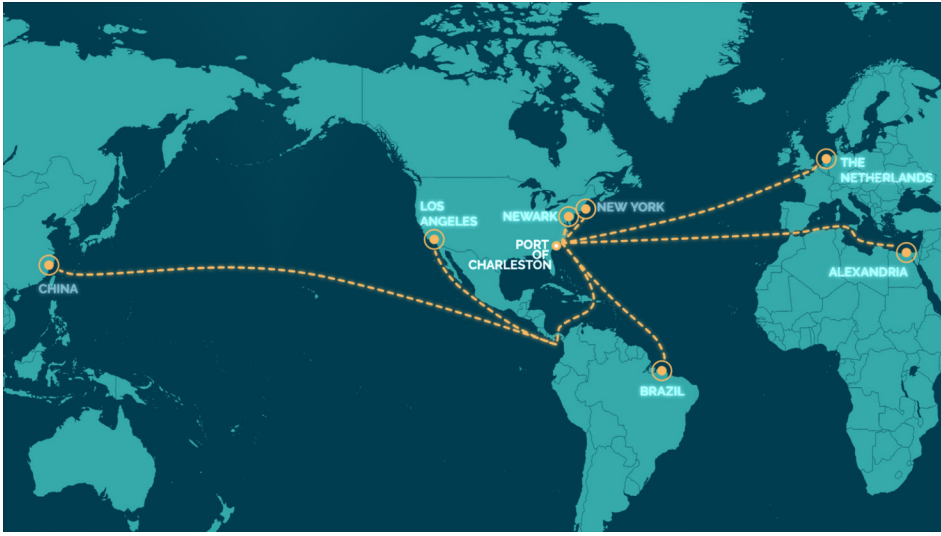 THE
NETHERLANDS
LOS
ANGELES
NEWARK
NEW YORK
PORT
OF
CHARLESTON
ALEXANDRIA
CHINA
BRAZIL